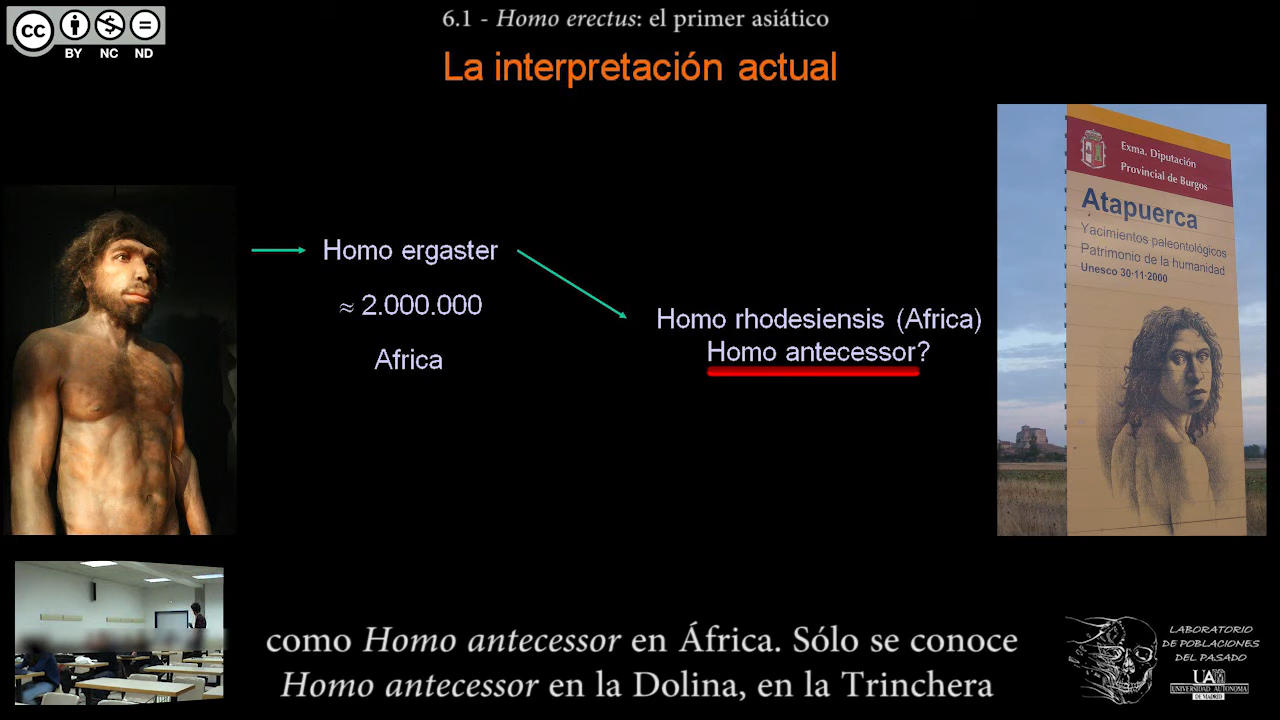 6.1 - Homo erectus: el primer asiático
cc
BY NC ND
La interpretación actual
Exma. Diputación
Provincial de Burgos
Atapuerca
Yacimientos paleontológicos
Patrimonio de la humanidad
Unesco 30·11·2000
Homo ergaster
≈ 2.000.000
Africa
Homo rhodesiensis (Africa)
Homo antecessor?
como Homo antecessor en África. Sólo se conoce
Homo antecessor en la Dolina, en la Trinchera
LABORATORIO
DE POBLACIONES
DEL PASADO
UAM
UNIVERSIDAD AUTONOMA
DE MADRID